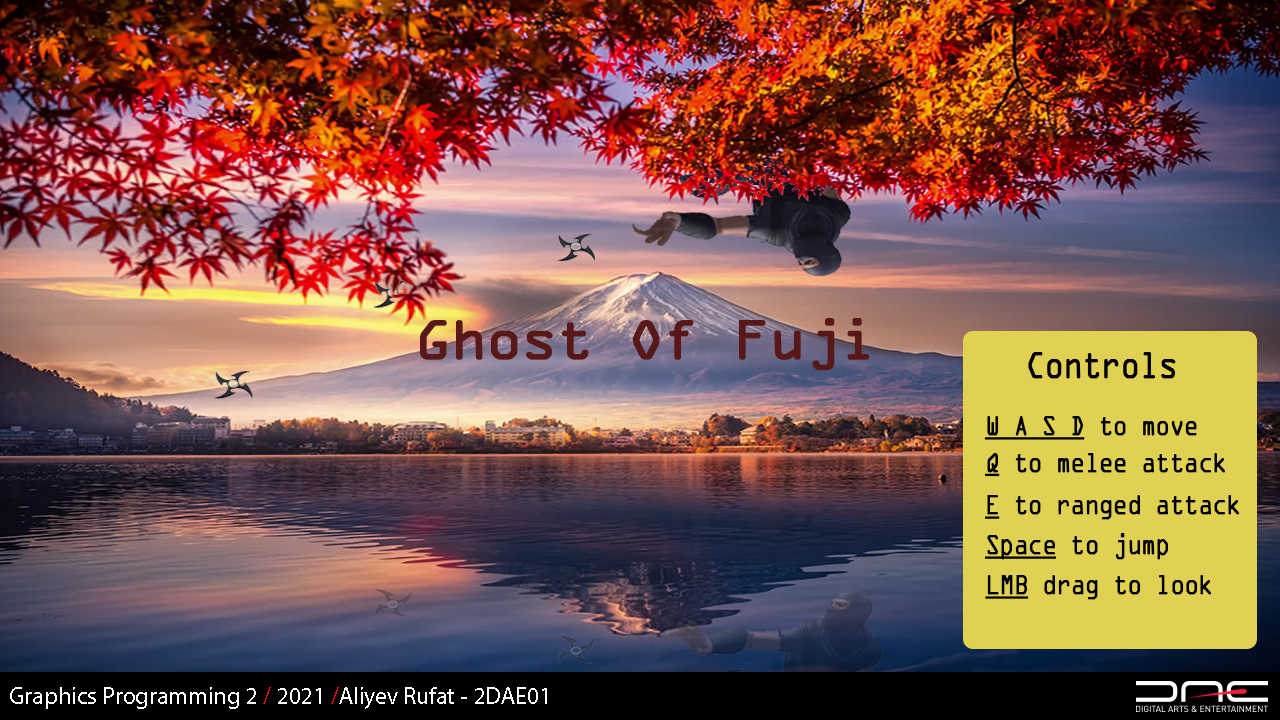 Ghost Of Fuji
Controls
W A S D to move
Q to melee attack
E to ranged attack
Space to jump
LMB drag to look
Graphics Programming 2 / 2021 /Aliyev Rufat - 2DAE01
DAE
DIGITAL ARTS & ENTERTAINMENT